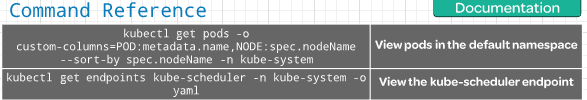 Command Reference
Documentation
kubectl get pods -o
custom-columns=POD:metadata.name,NODE:spec.nodeName
--sort-by spec.nodeName -n kube-system
View pods in the default namespace
kubectl get endpoints kube-scheduler -n kube-system -o
yaml
View the kube-scheduler endpoint